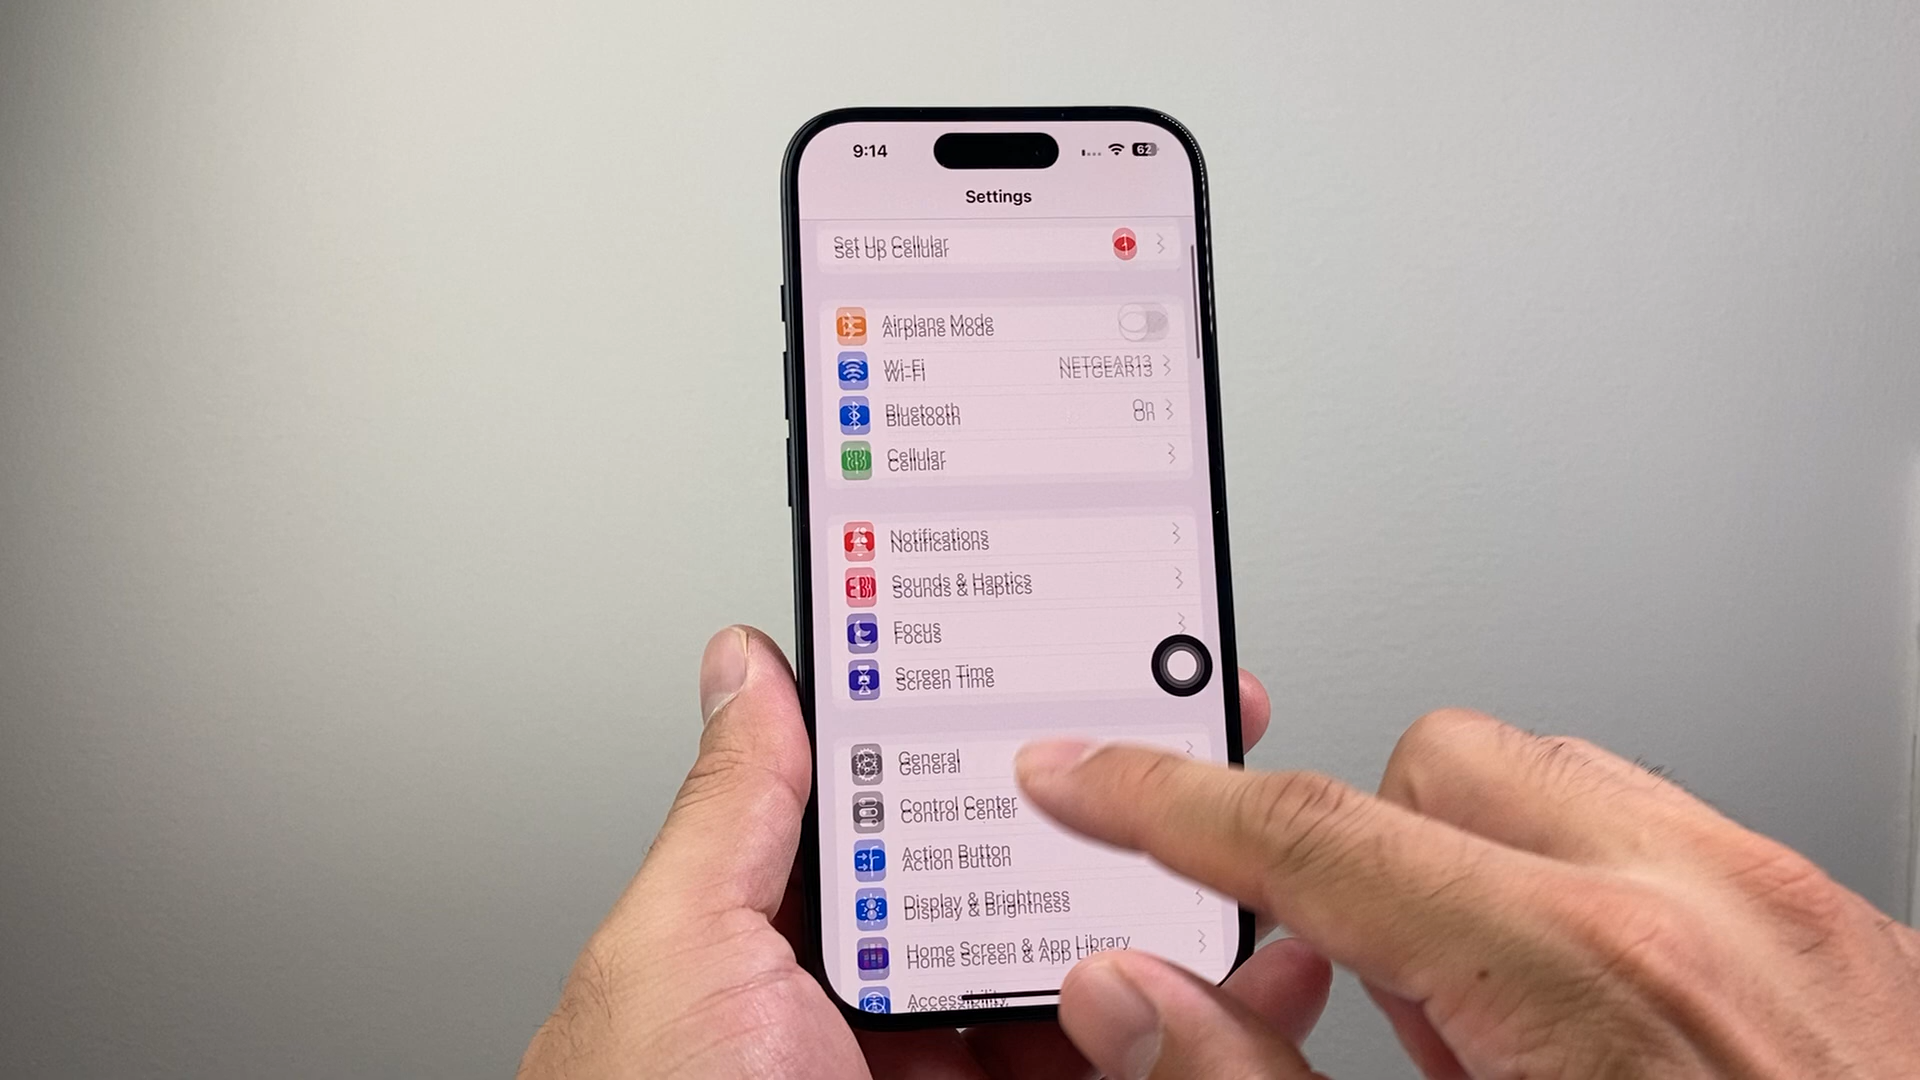 9:14
62
Settings
Set Up Cellular
Airplane Mode
Wi-Fi NETGEAR13
Bluetooth On
Cellular
Notifications
Sounds & Haptics
Focus
Screen Time
General
Control Center
Action Button
Display & Brightness
Home Screen & App Library
Accessibility